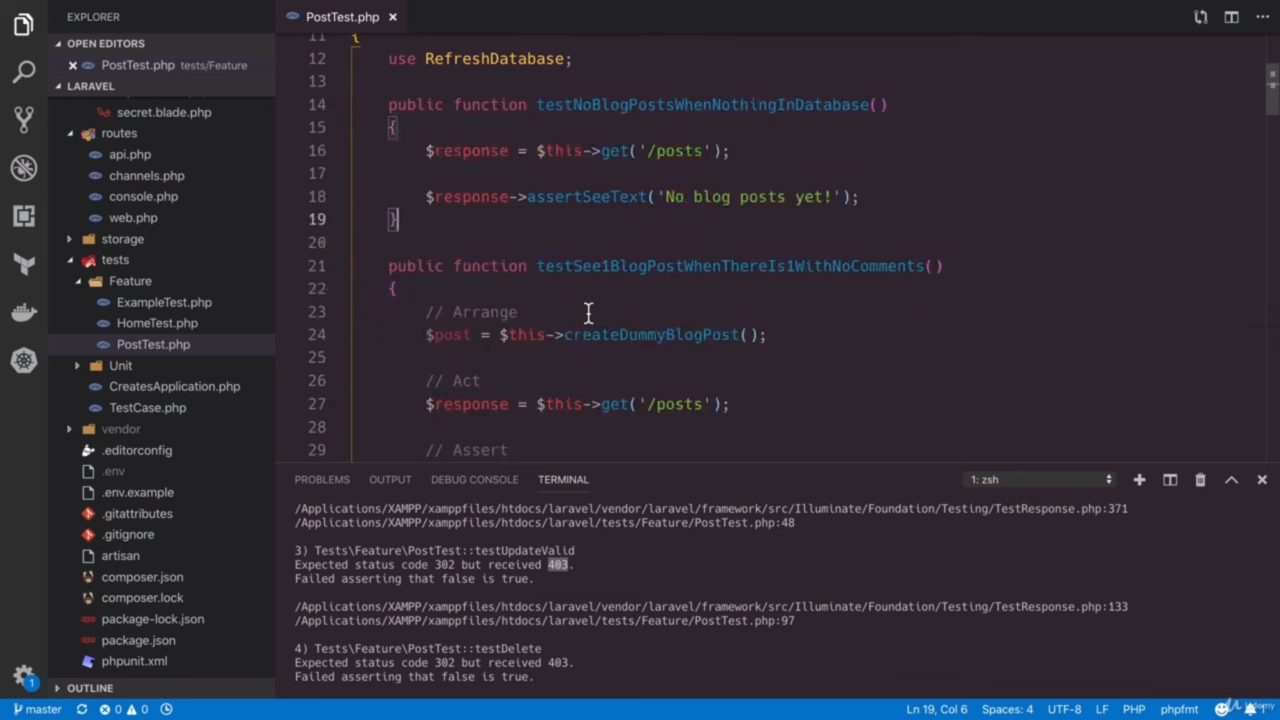 EXPLORER
OPEN EDITORS
PostTest.php tests/Feature
LARAVEL
secret.blade.php
routes
api.php
channels.php
console.php
web.php
storage
tests
Feature
ExampleTest.php
HomeTest.php
PostTest.php
Unit
CreatesApplication.php
TestCase.php
vendor
.editorconfig
.env
.env.example
.gitattributes
.gitignore
artisan
composer.json
composer.lock
package-lock.json
package.json
phpunit.xml
OUTLINE
PostTest.php
11 {
12 use RefreshDatabase;
13
14 public function testNoBlogPostsWhenNothingInDatabase()
15 {
16 $response = $this->get('/posts');
17
18 $response->assertSeeText('No blog posts yet!');
19 }
20
21 public function testSee1BlogPostWhenThereIs1WithNoComments()
22 {
23 // Arrange
24 $post = $this->createDummyBlogPost();
25
26 // Act
27 $response = $this->get('/posts');
28
29 // Assert
PROBLEMS OUTPUT DEBUG CONSOLE TERMINAL 1: zsh
/Applications/XAMPP/xamppfiles/htdocs/laravel/vendor/laravel/framework/src/Illuminate/Foundation/Testing/TestResponse.php:371
/Applications/XAMPP/xamppfiles/htdocs/laravel/tests/Feature/PostTest.php:48
3) Tests\Feature\PostTest::testUpdateValid
Expected status code 302 but received 403.
Failed asserting that false is true.
/Applications/XAMPP/xamppfiles/htdocs/laravel/vendor/laravel/framework/src/Illuminate/Foundation/Testing/TestResponse.php:133
/Applications/XAMPP/xamppfiles/htdocs/laravel/tests/Feature/PostTest.php:97
4) Tests\Feature\PostTest::testDelete
Expected status code 302 but received 403.
Failed asserting that false is true.
1
master 0 0 Ln 19, Col 6 Spaces: 4 UTF-8 LF PHP phpfmt